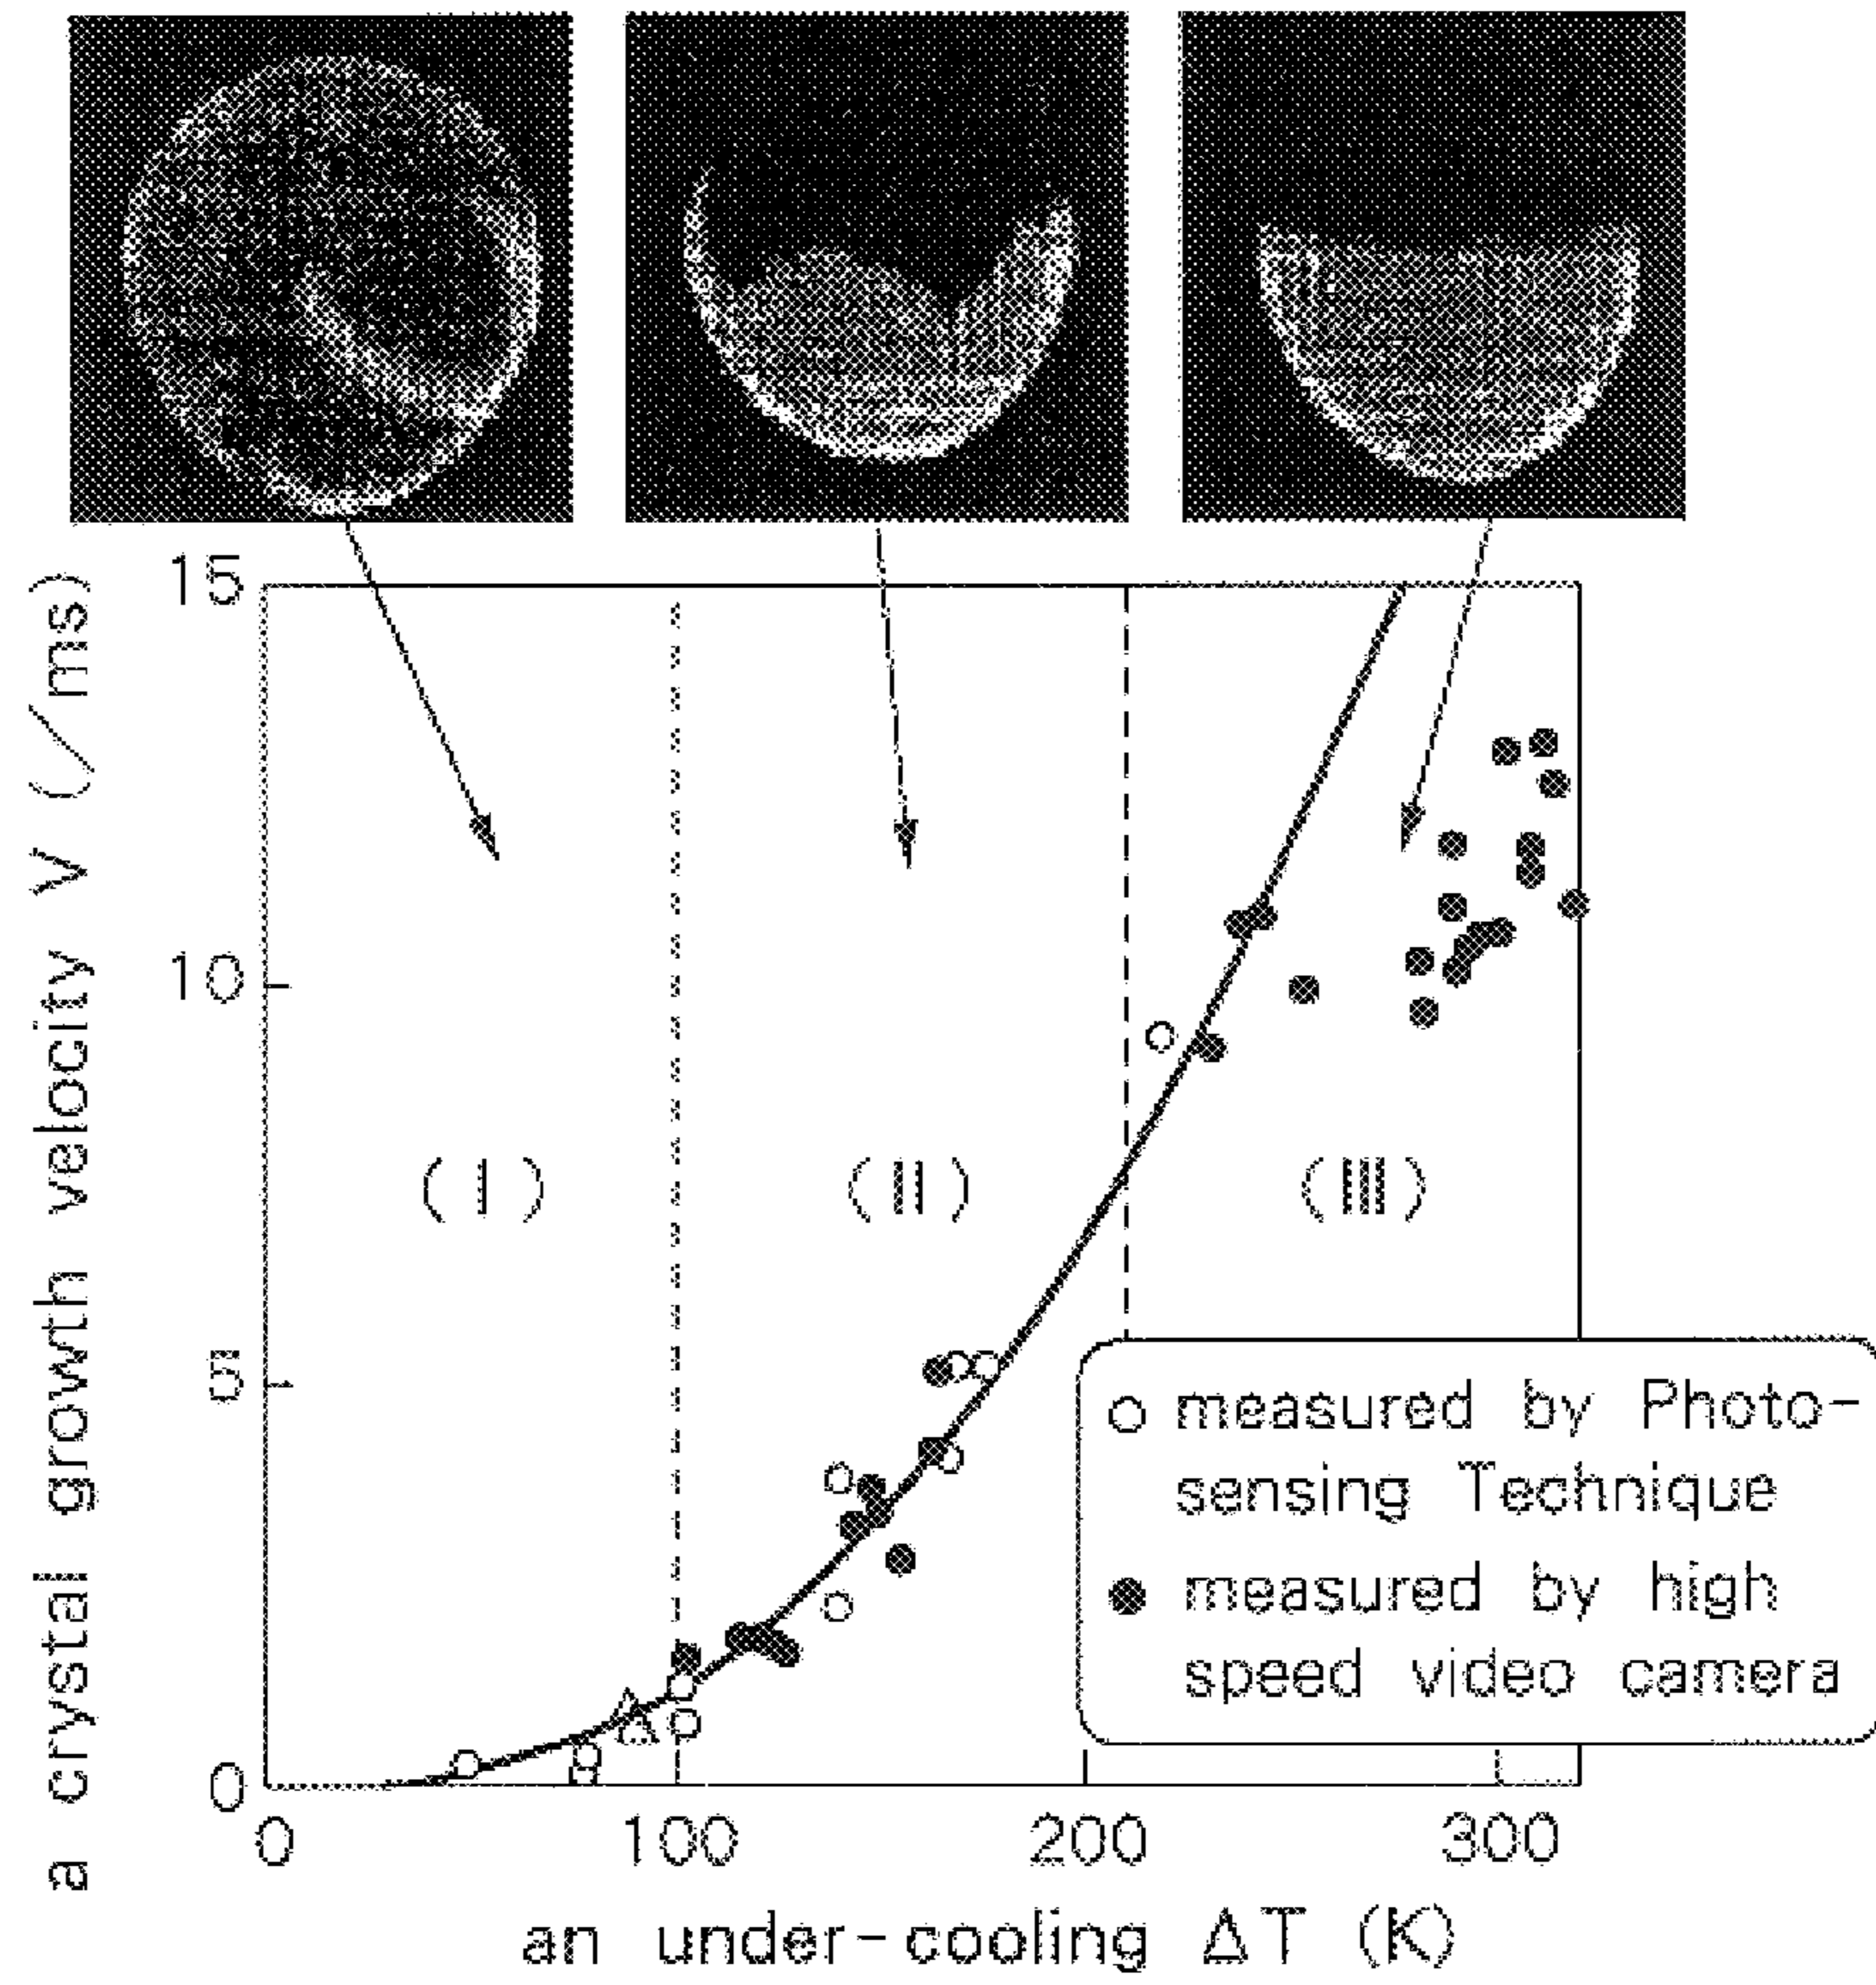 15
10
5
0
a crystal growth velocity V (/ms)
(I)
(II)
(III)
○ measured by Photo-
sensing Technique
● measured by high
speed video camera
0
100
200
300
an under-cooling ΔT (K)